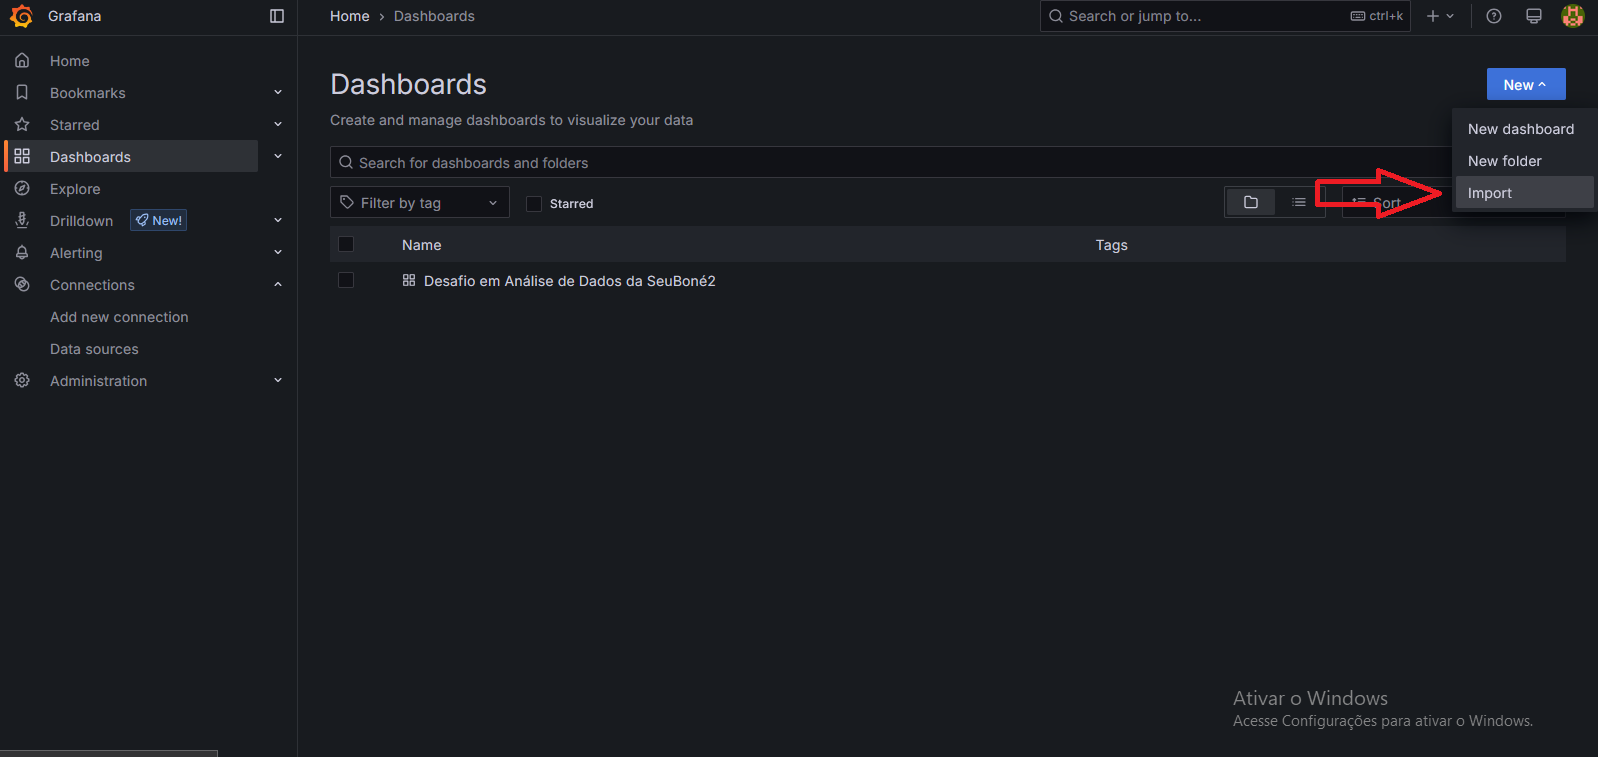 Grafana
Home › Dashboards
Search or jump to...
ctrl+k
Home
Bookmarks
Starred
Dashboards
Explore
Drilldown
New!
Alerting
Connections
Add new connection
Data sources
Administration
Dashboards
New
Create and manage dashboards to visualize your data
New dashboard
New folder
Import
Search for dashboards and folders
Filter by tag
Starred
Sort
Name
Tags
Desafio em Análise de Dados da SeuBoné2
Ativar o Windows
Acesse Configurações para ativar o Windows.